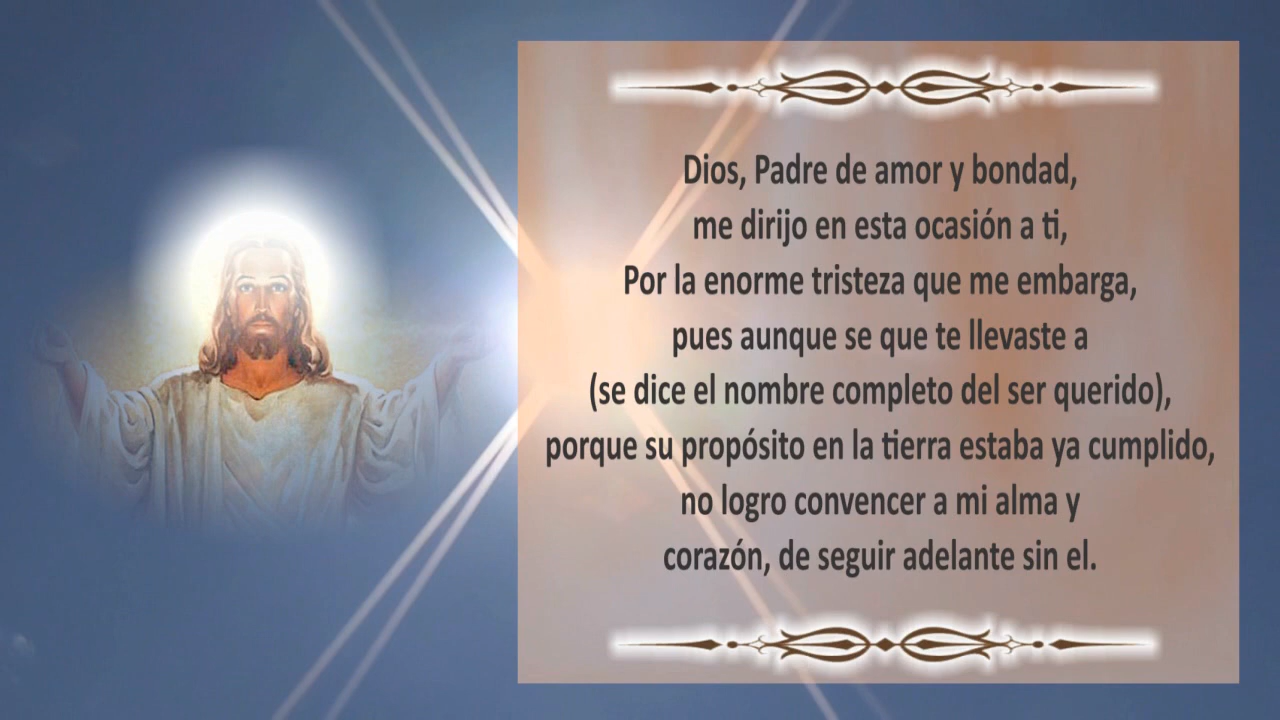 Dios, Padre de amor y bondad,
me dirijo en esta ocasión a ti,
Por la enorme tristeza que me embarga,
pues aunque se que te llevaste a
(se dice el nombre completo del ser querido),
porque su propósito en la tierra estaba ya cumplido,
no logro convencer a mi alma y
corazón, de seguir adelante sin el.